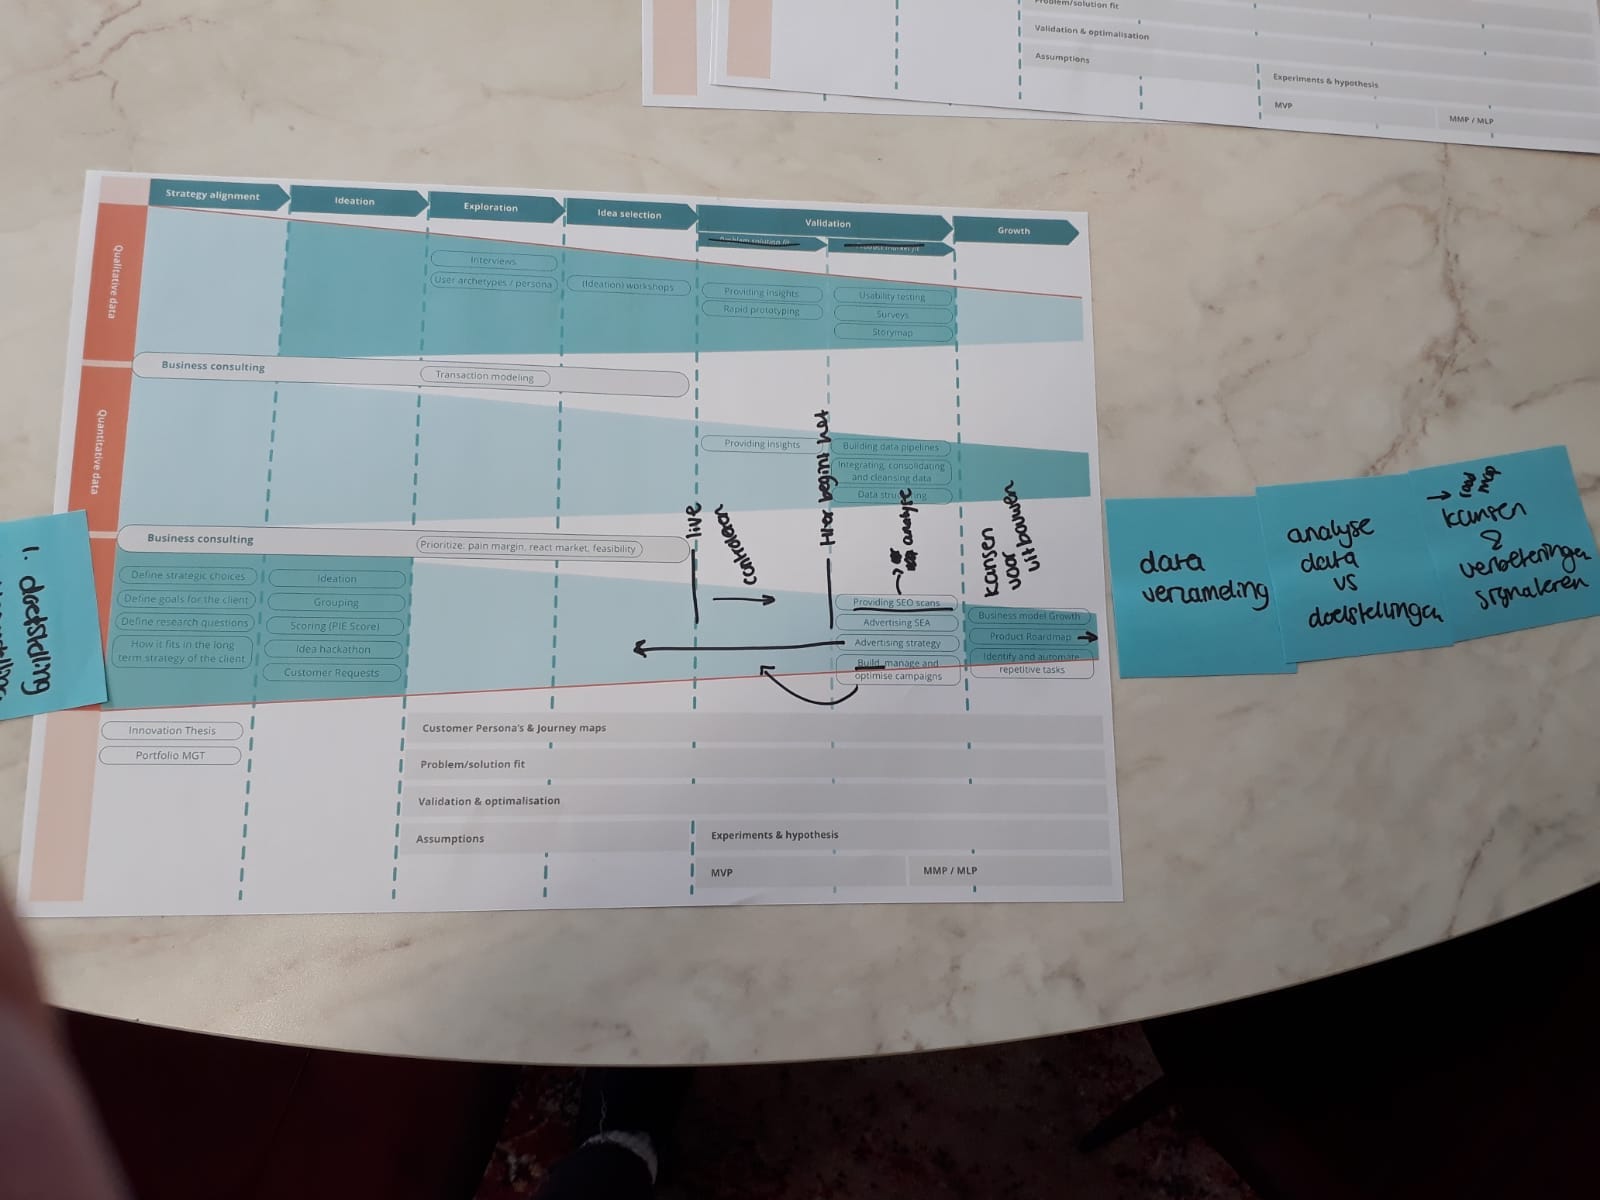 Problem/solution fit
Validation & optimalisation
Assumptions
Experiments & hypothesis
MVP
MMP / MLP
Strategy alignment
Ideation
Exploration
Idea selection
Validation
Growth
Problem solution fit
Qualitative data
Interviews
User archetypes / persona
(Ideation) workshops
Providing insights
Rapid prototyping
Usability testing
Surveys
Storymap
Business consulting
Transaction modeling
Quantitative data
Providing insights
Building data pipelines
Integrating, consolidating
and cleansing data
Data structuring
Business consulting
Prioritize, pain margin, react market, feasibility
live
controleren
Hier begint het
analyse
kansen
voor
uitbouwen
Define strategic choices
Define goals for the client
Define research questions
How it fits in the long
term strategy of the client
Ideation
Grouping
Scoring (PIE Score)
Idea hackathon
Customer Requests
Providing SEO scans
Advertising SEA
Advertising strategy
Build, manage and
optimise campaigns
Business model Growth
Product Roadmap
Identify and automate
repetitive tasks
Innovation Thesis
Portfolio MGT
Customer Persona's & Journey maps
Problem/solution fit
Validation & optimalisation
Assumptions
Experiments & hypothesis
MVP
MMP / MLP
1. doelstelling
data
verzameling
analyse
data
vs
doelstellingen
→ road
map
kansen
&
verbeteringen
signaleren